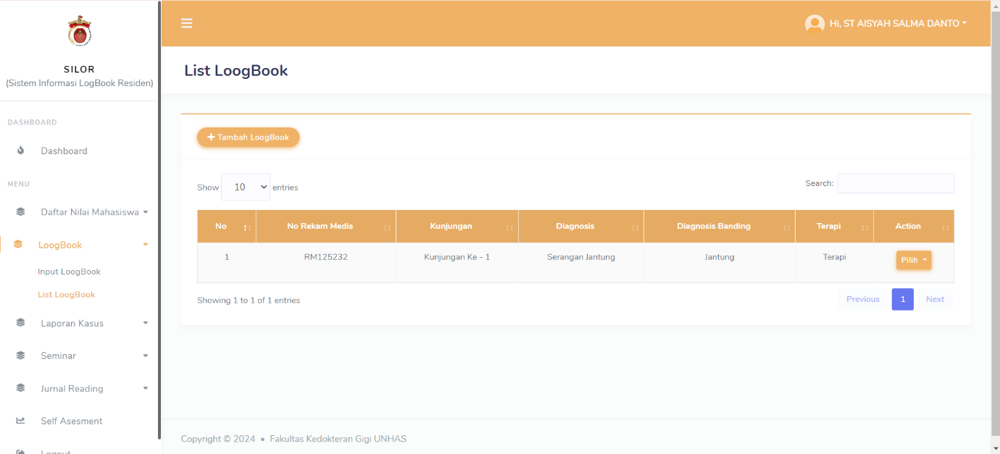 SILOR
(Sistem Informasi LogBook Residen)
DASHBOARD
Dashboard
MENU
Daftar Nilai Mahasiswa
LoogBook
Input LoogBook
List LoogBook
Laporan Kasus
Seminar
Jurnal Reading
Self Asesment
Logout
Hi, ST AISYAH SALMA DANTO
List LoogBook
+ Tambah LoogBook
Show 10 entries
Search:
No No Rekam Medis Kunjungan Diagnosis Diagnosis Banding Terapi Action
1 RM125232 Kunjungan Ke - 1 Serangan Jantung Jantung Terapi Pilih
Showing 1 to 1 of 1 entries
Previous 1 Next
Copyright © 2024 • Fakultas Kedokteran Gigi UNHAS